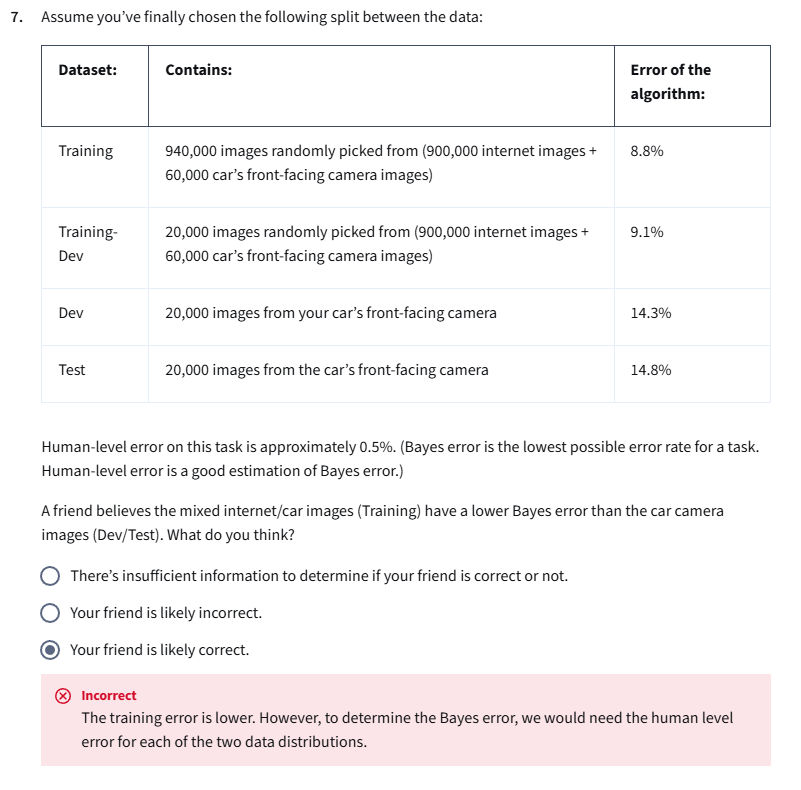 7. Assume you’ve finally chosen the following split between the data:
Dataset: Contains: Error of the
algorithm:
Training 940,000 images randomly picked from (900,000 internet images + 8.8%
60,000 car’s front-facing camera images)
Training- 20,000 images randomly picked from (900,000 internet images + 9.1%
Dev 60,000 car’s front-facing camera images)
Dev 20,000 images from your car’s front-facing camera 14.3%
Test 20,000 images from the car’s front-facing camera 14.8%
Human-level error on this task is approximately 0.5%. (Bayes error is the lowest possible error rate for a task.
Human-level error is a good estimation of Bayes error.)
A friend believes the mixed internet/car images (Training) have a lower Bayes error than the car camera
images (Dev/Test). What do you think?
There’s insufficient information to determine if your friend is correct or not.
Your friend is likely incorrect.
Your friend is likely correct.
Incorrect
The training error is lower. However, to determine the Bayes error, we would need the human level
error for each of the two data distributions.